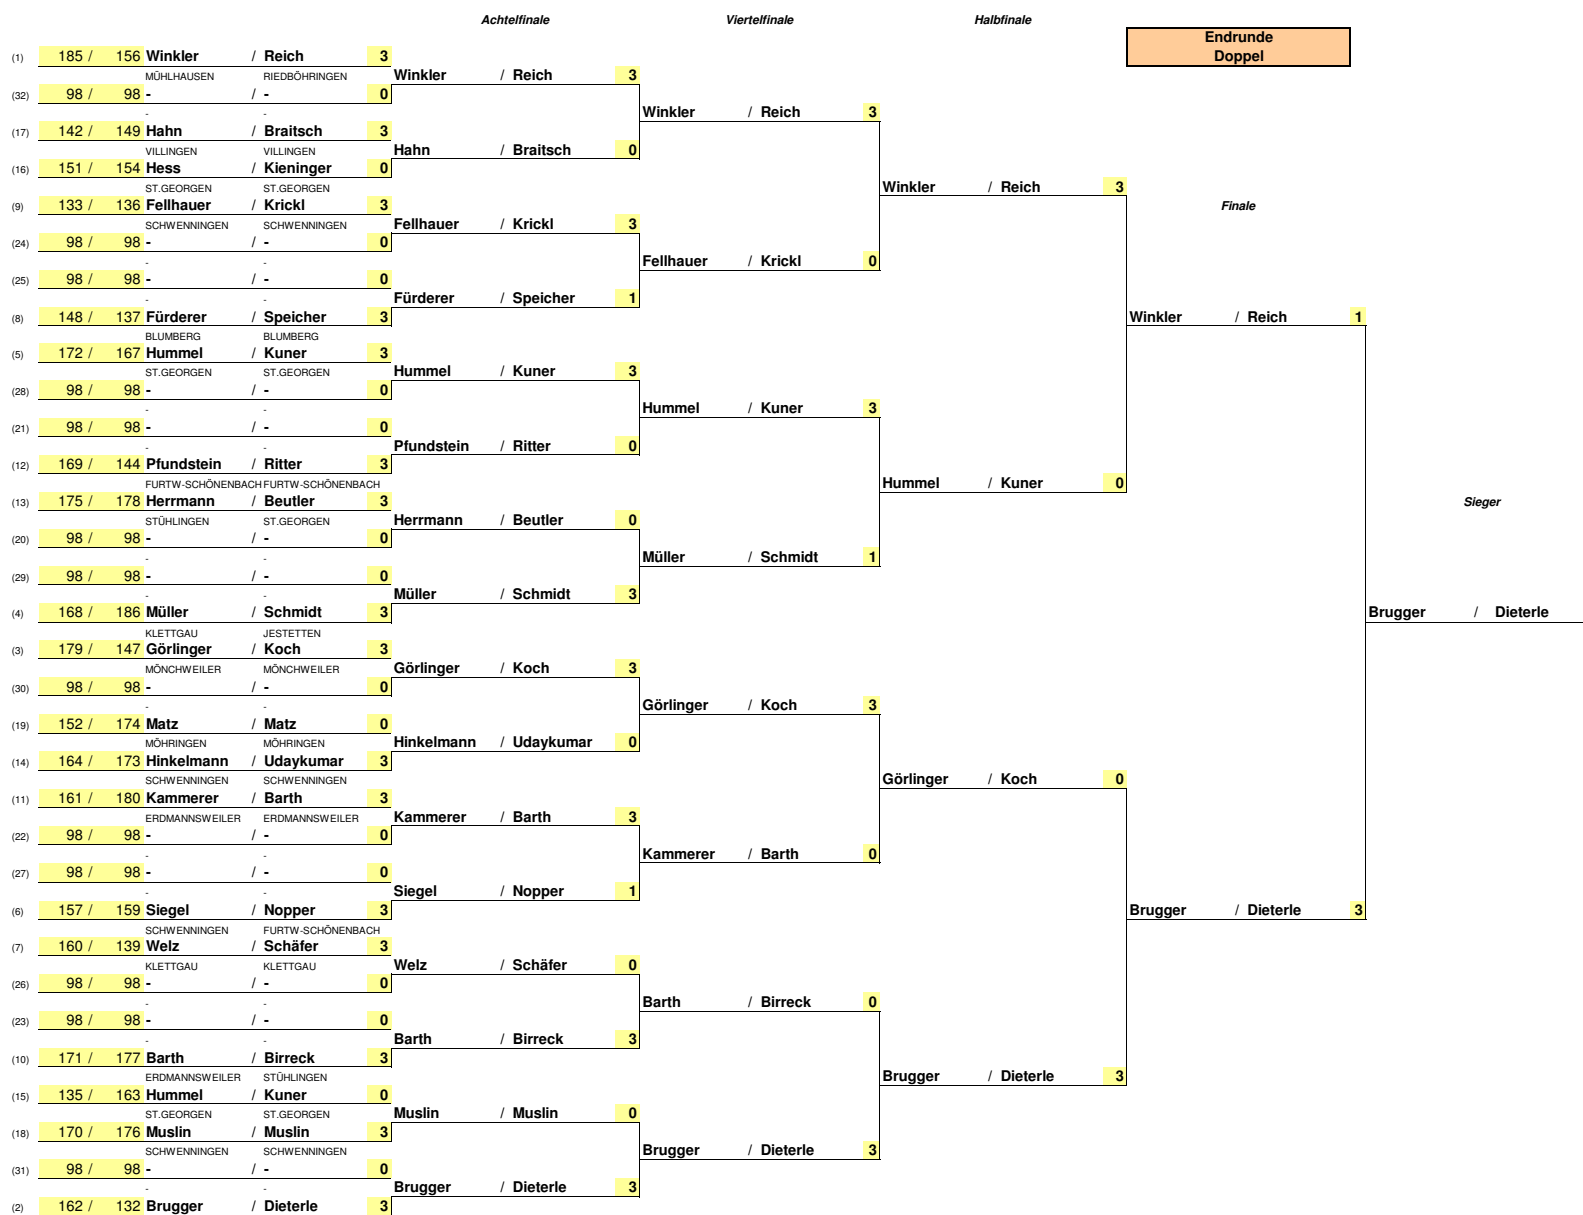 Achtelfinale Viertelfinale Halbfinale
Endrunde
Doppel
(1) 185 / 156 Winkler / Reich 3
MÜHLHAUSEN RIEDBÖHRINGEN Winkler / Reich 3
(32) 98 / 98 - / - 0
- - Winkler / Reich 3
(17) 142 / 149 Hahn / Braitsch 3
VILLINGEN VILLINGEN Hahn / Braitsch 0
(16) 151 / 154 Hess / Kieninger 0
ST.GEORGEN ST.GEORGEN Winkler / Reich 3
(9) 133 / 136 Fellhauer / Krickl 3 Finale
SCHWENNINGEN SCHWENNINGEN Fellhauer / Krickl 3
(24) 98 / 98 - / - 0
- - Fellhauer / Krickl 0
(25) 98 / 98 - / - 0
- - Fürderer / Speicher 1
(8) 148 / 137 Fürderer / Speicher 3 Winkler / Reich 1
BLUMBERG BLUMBERG
(5) 172 / 167 Hummel / Kuner 3
ST.GEORGEN ST.GEORGEN Hummel / Kuner 3
(28) 98 / 98 - / - 0
- - Hummel / Kuner 3
(21) 98 / 98 - / - 0
- - Pfundstein / Ritter 0
(12) 169 / 144 Pfundstein / Ritter 3
FURTW-SCHÖNENBACH FURTW-SCHÖNENBACH Hummel / Kuner 0
(13) 175 / 178 Herrmann / Beutler 3 Sieger
STÜHLINGEN ST.GEORGEN Herrmann / Beutler 0
(20) 98 / 98 - / - 0
- - Müller / Schmidt 1
(29) 98 / 98 - / - 0
- - Müller / Schmidt 3
(4) 168 / 186 Müller / Schmidt 3 Brugger / Dieterle
KLETTGAU JESTETTEN
(3) 179 / 147 Görlinger / Koch 3
MÖNCHWEILER MÖNCHWEILER Görlinger / Koch 3
(30) 98 / 98 - / - 0
- - Görlinger / Koch 3
(19) 152 / 174 Matz / Matz 0
MÖHRINGEN MÖHRINGEN Hinkelmann / Udaykumar 0
(14) 164 / 173 Hinkelmann / Udaykumar 3
SCHWENNINGEN SCHWENNINGEN Görlinger / Koch 0
(11) 161 / 180 Kammerer / Barth 3
ERDMANNSWEILER ERDMANNSWEILER Kammerer / Barth 3
(22) 98 / 98 - / - 0
- - Kammerer / Barth 0
(27) 98 / 98 - / - 0
- - Siegel / Nopper 1
(6) 157 / 159 Siegel / Nopper 3 Brugger / Dieterle 3
SCHWENNINGEN FURTW-SCHÖNENBACH
(7) 160 / 139 Welz / Schäfer 3
KLETTGAU KLETTGAU Welz / Schäfer 0
(26) 98 / 98 - / - 0
- - Barth / Birreck 0
(23) 98 / 98 - / - 0
- - Barth / Birreck 3
(10) 171 / 177 Barth / Birreck 3
ERDMANNSWEILER STÜHLINGEN Brugger / Dieterle 3
(15) 135 / 163 Hummel / Kuner 0
ST.GEORGEN ST.GEORGEN Muslin / Muslin 0
(18) 170 / 176 Muslin / Muslin 3
SCHWENNINGEN SCHWENNINGEN Brugger / Dieterle 3
(31) 98 / 98 - / - 0
- - Brugger / Dieterle 3
(2) 162 / 132 Brugger / Dieterle 3